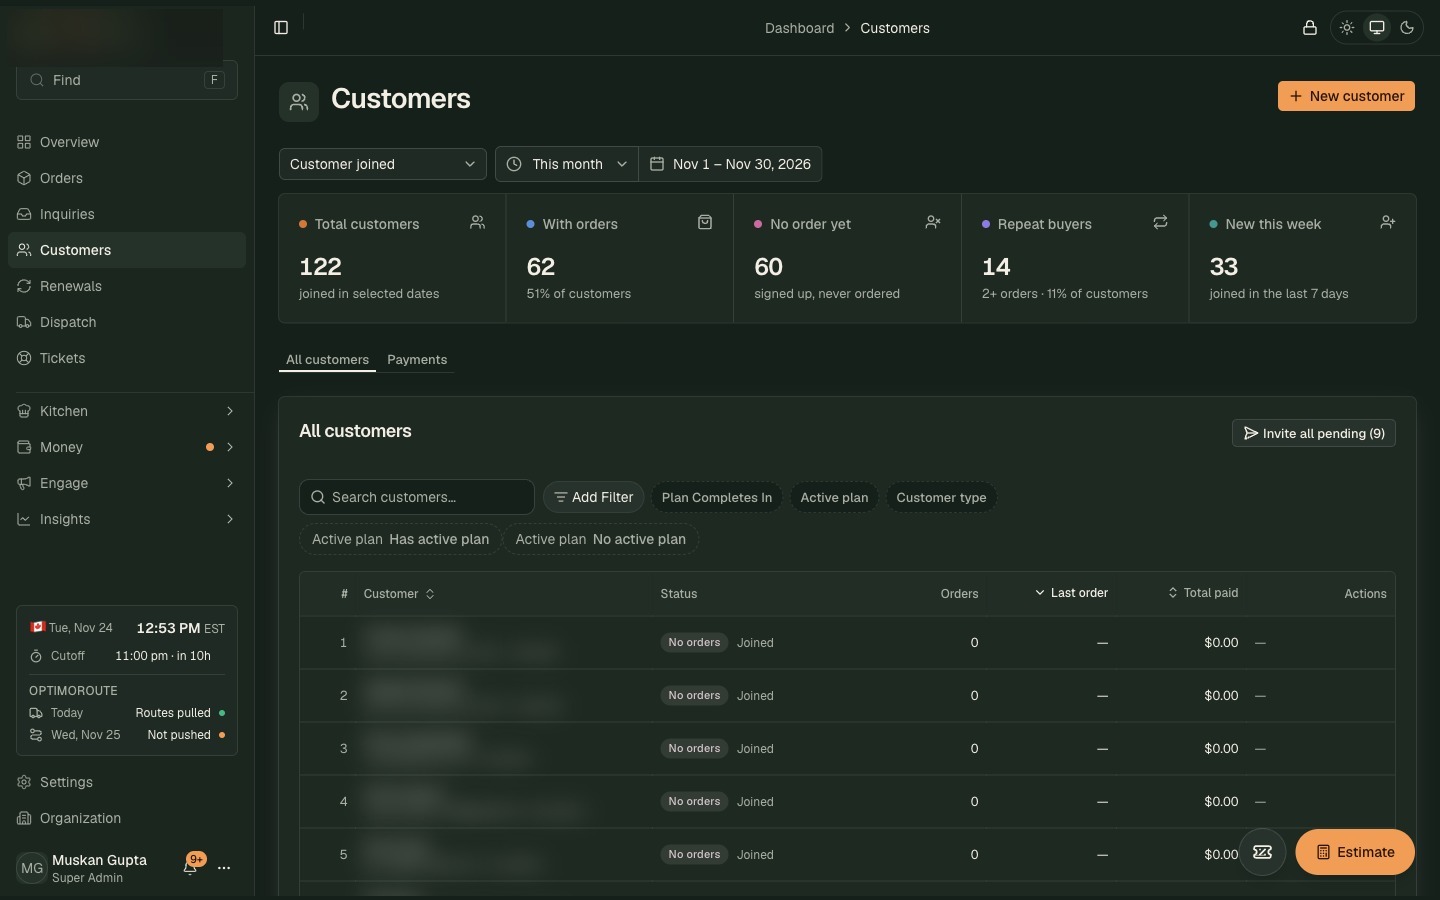 Dashboard > Customers
Find F
Overview
Orders
Inquiries
Customers
Renewals
Dispatch
Tickets
Kitchen
Money
Engage
Insights
Tue, Nov 24 12:53 PM EST
Cutoff 11:00 pm · in 10h
OPTIMOROUTE
Today Routes pulled
Wed, Nov 25 Not pushed
Settings
Organization
MG Muskan Gupta 9+
Super Admin
Customers
+ New customer
Customer joined This month Nov 1 – Nov 30, 2026
Total customers
122
joined in selected dates
With orders
62
51% of customers
No order yet
60
signed up, never ordered
Repeat buyers
14
2+ orders · 11% of customers
New this week
33
joined in the last 7 days
All customers Payments
All customers
Invite all pending (9)
Search customers... Add Filter Plan Completes In Active plan Customer type
Active plan Has active plan Active plan No active plan
# Customer Status Orders Last order Total paid Actions
1 No orders Joined 0 — $0.00 —
2 No orders Joined 0 — $0.00 —
3 No orders Joined 0 — $0.00 —
4 No orders Joined 0 — $0.00 —
5 No orders Joined 0 — $0.00
Estimate